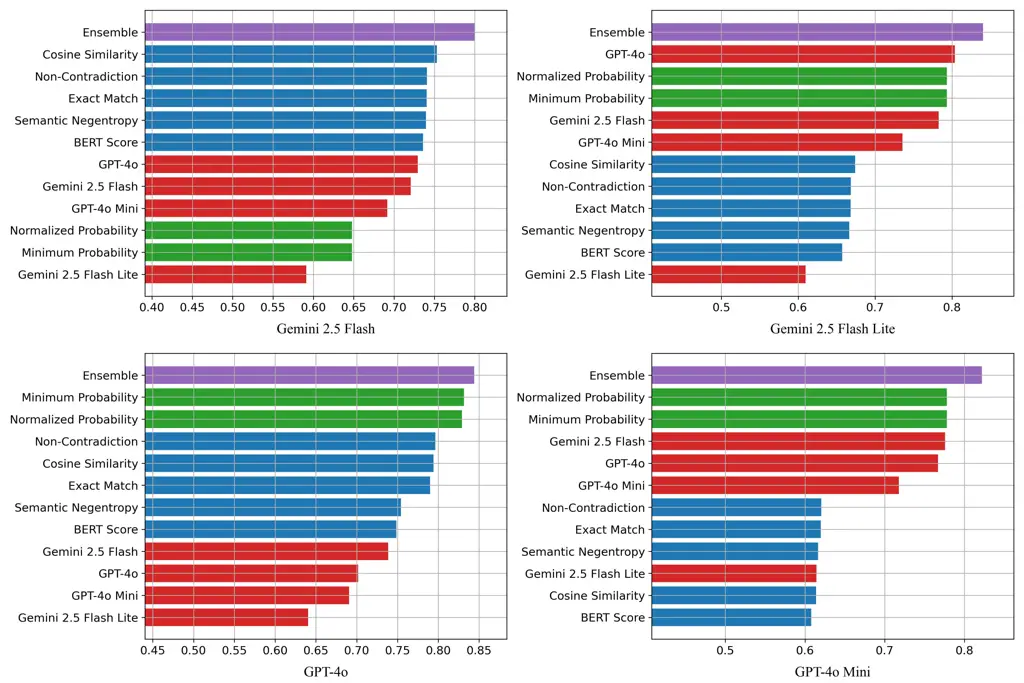 Ensemble
Cosine Similarity
Non-Contradiction
Exact Match
Semantic Negentropy
BERT Score
GPT-4o
Gemini 2.5 Flash
GPT-4o Mini
Normalized Probability
Minimum Probability
Gemini 2.5 Flash Lite
0.40 0.45 0.50 0.55 0.60 0.65 0.70 0.75 0.80
Gemini 2.5 Flash
Ensemble
GPT-4o
Normalized Probability
Minimum Probability
Gemini 2.5 Flash
GPT-4o Mini
Cosine Similarity
Non-Contradiction
Exact Match
Semantic Negentropy
BERT Score
Gemini 2.5 Flash Lite
0.5 0.6 0.7 0.8
Gemini 2.5 Flash Lite
Ensemble
Minimum Probability
Normalized Probability
Non-Contradiction
Cosine Similarity
Exact Match
Semantic Negentropy
BERT Score
Gemini 2.5 Flash
GPT-4o
GPT-4o Mini
Gemini 2.5 Flash Lite
0.45 0.50 0.55 0.60 0.65 0.70 0.75 0.80 0.85
GPT-4o
Ensemble
Normalized Probability
Minimum Probability
Gemini 2.5 Flash
GPT-4o
GPT-4o Mini
Non-Contradiction
Exact Match
Semantic Negentropy
Gemini 2.5 Flash Lite
Cosine Similarity
BERT Score
0.5 0.6 0.7 0.8
GPT-4o Mini